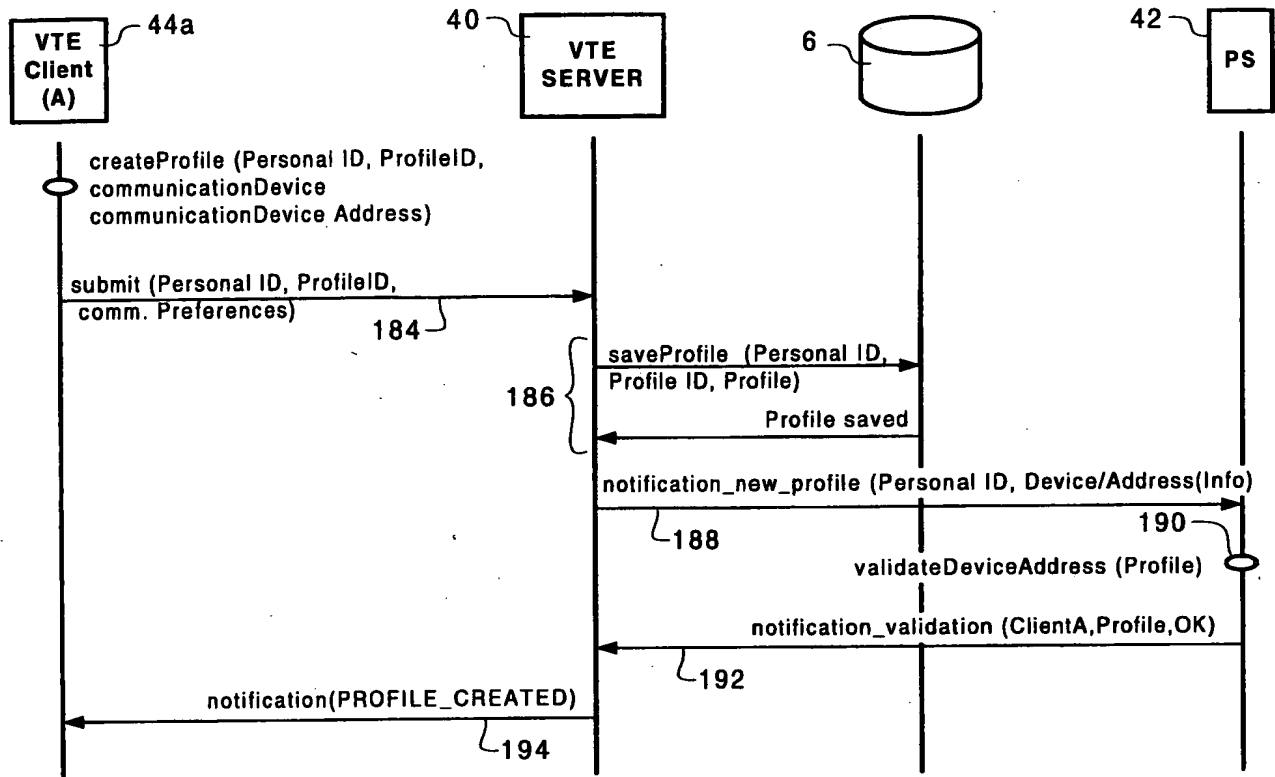 VTE
Client
(A)
44a
40
VTE
SERVER
6
42
PS
createProfile (Personal ID, ProfileID,
communicationDevice
communicationDevice Address)
submit (Personal ID, ProfileID,
comm. Preferences)
184
186
saveProfile (Personal ID,
Profile ID, Profile)
Profile saved
notification_new_profile (Personal ID, Device/Address(Info)
188
190
validateDeviceAddress (Profile)
notification_validation (ClientA,Profile,OK)
192
notification(PROFILE_CREATED)
194